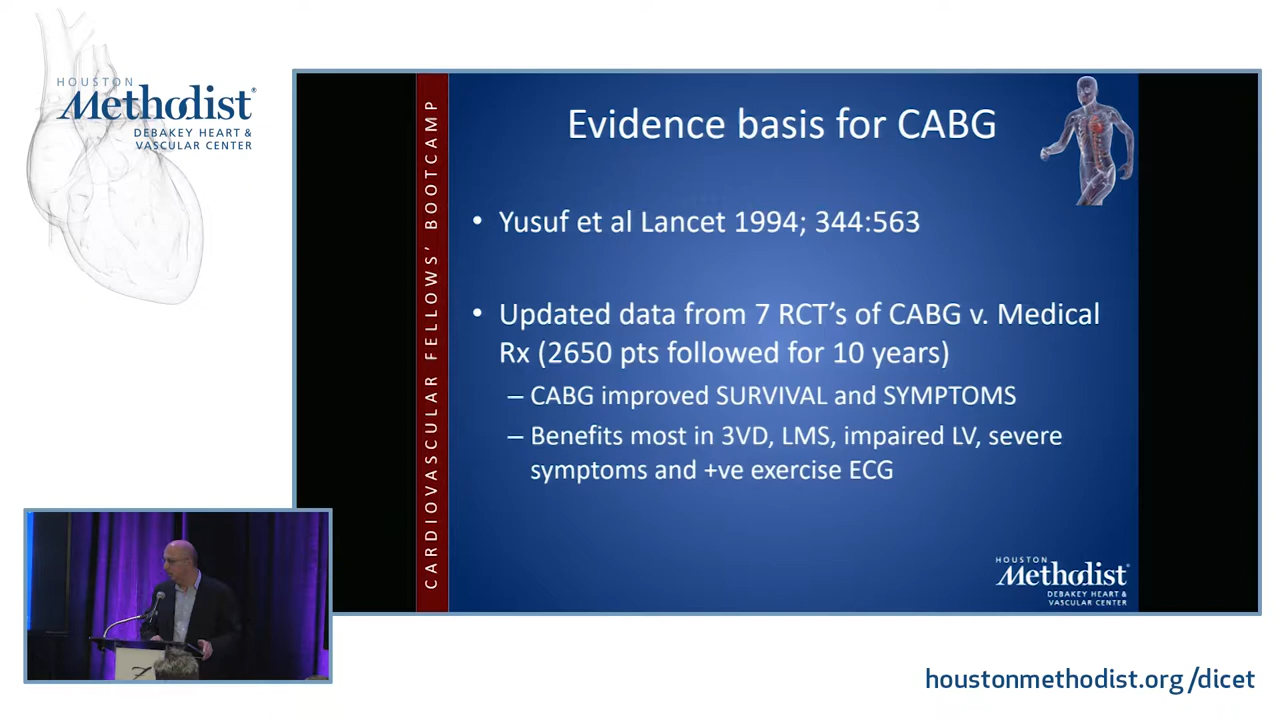 HOUSTON
Methodist®
DEBAKEY HEART &
VASCULAR CENTER
CARDIOVASCULAR FELLOWS' BOOTCAMP
Evidence basis for CABG
• Yusuf et al Lancet 1994; 344:563
• Updated data from 7 RCT's of CABG v. Medical
Rx (2650 pts followed for 10 years)
– CABG improved SURVIVAL and SYMPTOMS
– Benefits most in 3VD, LMS, impaired LV, severe
symptoms and +ve exercise ECG
HOUSTON
Methodist®
DEBAKEY HEART &
VASCULAR CENTER
houstonmethodist.org/dicet